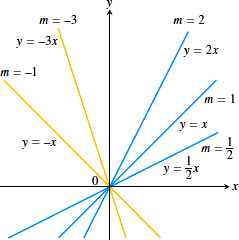 y
m = –3
m = 2
y = –3x
y = 2x
m = –1
m = 1
y = x
y = –x
m = 1/2
y = 1/2x
0
x